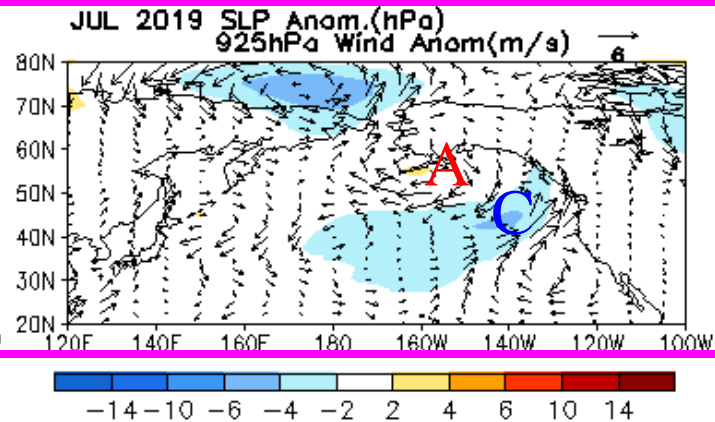 JUL 2019 SLP Anom.(hPa)
925hPa Wind Anom(m/s)
6
80N
70N
60N
50N
40N
30N
20N
A
C
120E 140E 160E 180 160W 140W 120W 100W
-14 -10 -6 -4 -2 2 4 6 10 14